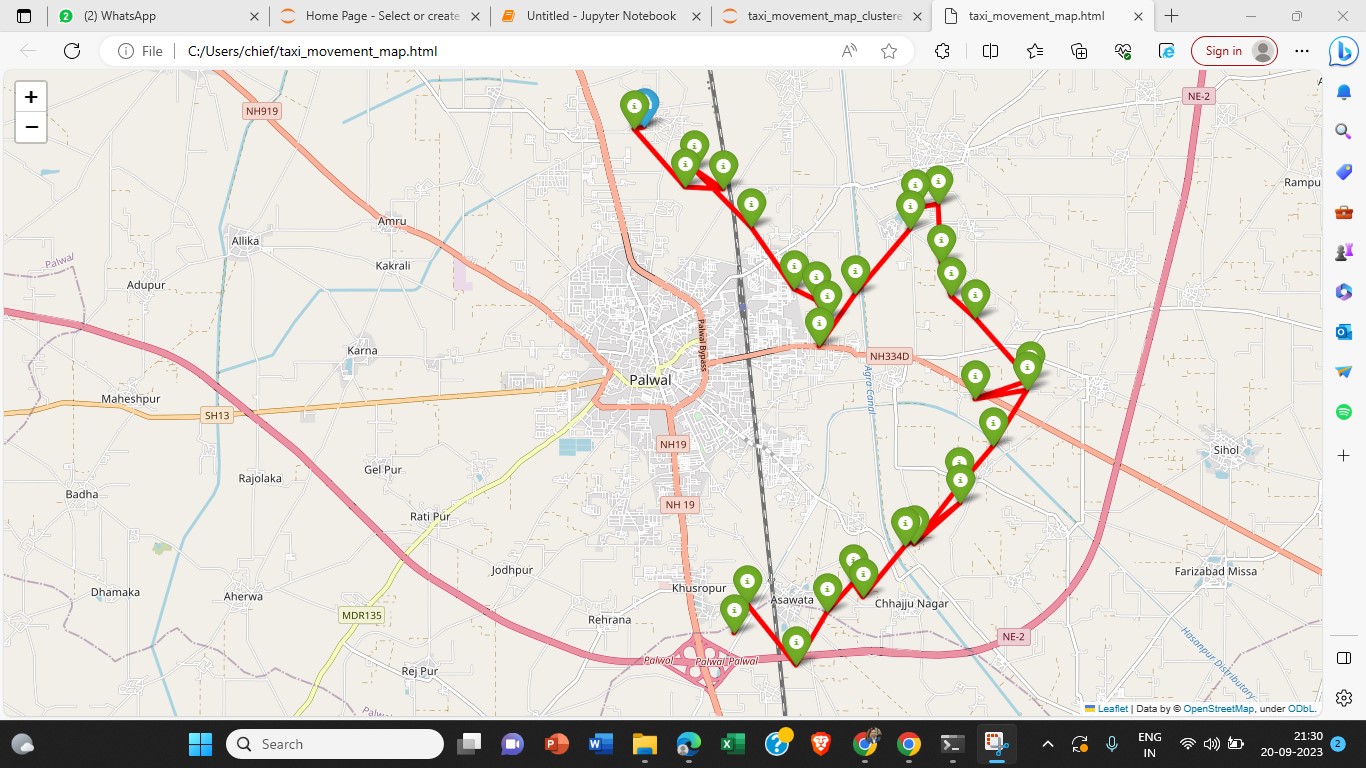 (2) WhatsApp
Home Page - Select or create
Untitled - Jupyter Notebook
taxi_movement_map_clustere
taxi_movement_map.html
File
C:/Users/chief/taxi_movement_map.html
Sign in
+
−
NH919
NE-2
Rampu
Amru
Allika
Palwal
Kakrali
Adupur
Palwal Bypass
Karna
NH334D
Palwal
Agra Canal
Maheshpur
SH13
NH19
Sihol
Gel Pur
Rajolaka
Badha
NH 19
Rati Pur
Jodhpur
Farizabad Missa
Khusropur
Dhamaka
Aherwa
Asawata
Chhajju Nagar
MDR135
Rehrana
NE-2
Hasanpur Distributary
Palwal
Palwal Palwal
Rej Pur
Palwal
Leaflet | Data by © OpenStreetMap, under ODbL.
Search
ENG
IN
21:30
20-09-2023
2